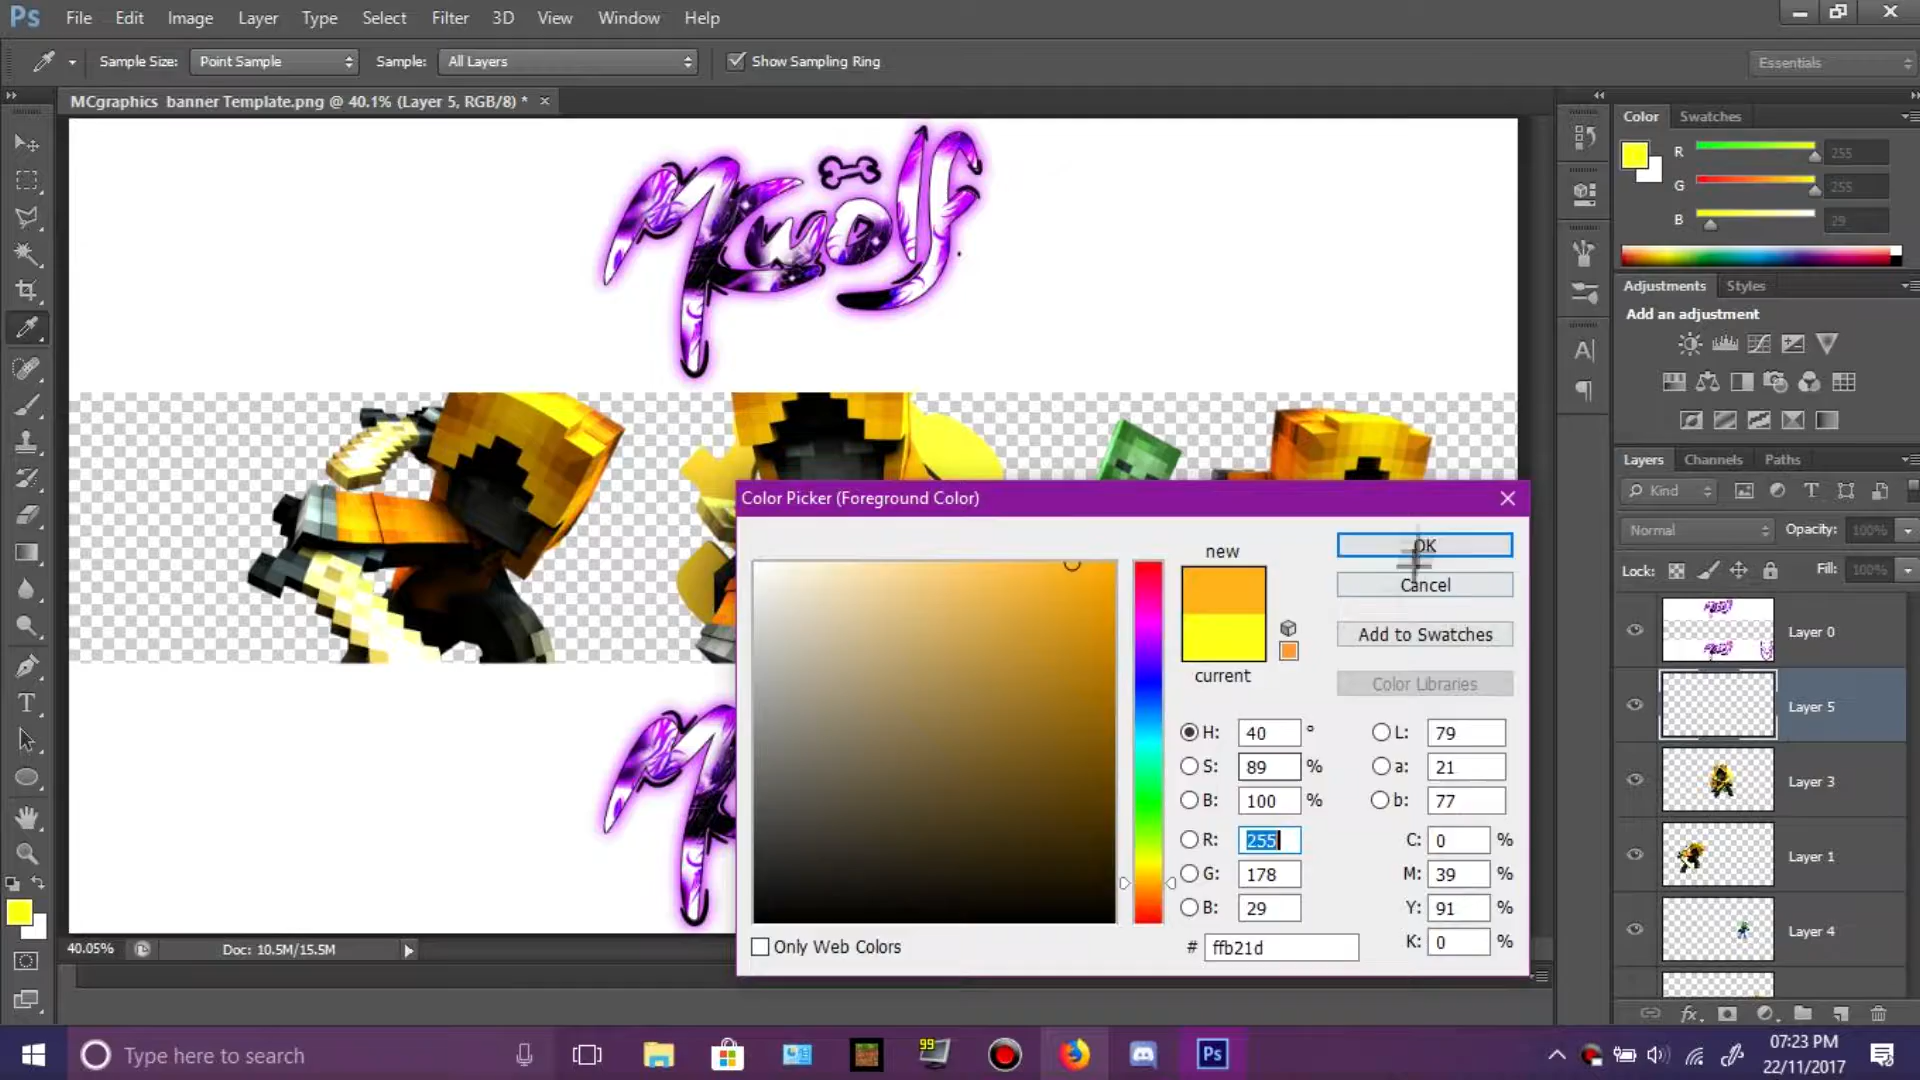 Ps File Edit Image Layer Type Select Filter 3D View Window Help
Sample Size: Point Sample Sample: All Layers Show Sampling Ring Essentials
MCgraphics banner Template.png @ 40.1% (Layer 5, RGB/8) * ×
Color Swatches
R 255
G 255
B 29
Mcwolf
Adjustments Styles
Add an adjustment
Layers Channels Paths
Kind
Normal Opacity: 100%
Lock: Fill: 100%
Layer 0
Layer 5
Layer 3
Layer 1
Layer 4
Color Picker (Foreground Color)
new
current
OK
Cancel
Add to Swatches
Color Libraries
H: 40 ° L: 79
S: 89 % a: 21
B: 100 % b: 77
R: 255 C: 0 %
G: 178 M: 39 %
B: 29 Y: 91 %
# ffb21d K: 0 %
Only Web Colors
40.05% Doc: 10.5M/15.5M
Type here to search
99
Ps
07:23 PM
22/11/2017